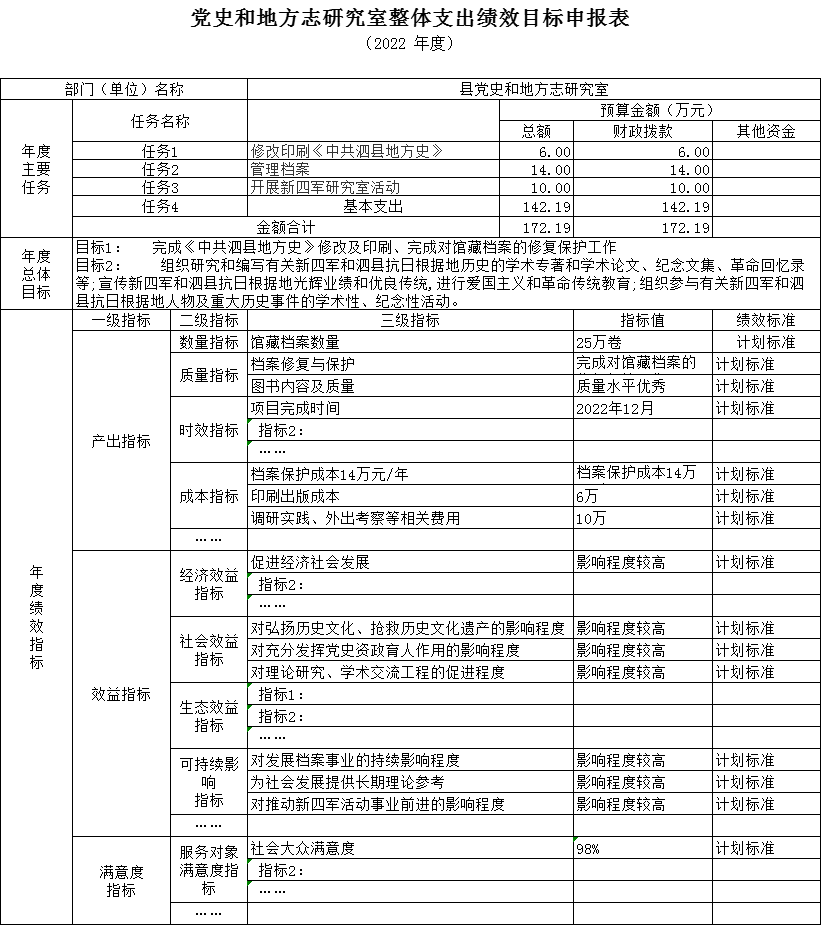 党史和地方志研究室整体支出绩效目标申报表
（2022 年度）
部门（单位）名称 县党史和地方志研究室
年度主要任务 任务名称 预算金额（万元）
总额 财政拨款 其他资金
任务1 修改印刷《中共泗县地方史》 6.00 6.00
任务2 管理档案 14.00 14.00
任务3 开展新四军研究室活动 10.00 10.00
任务4 基本支出 142.19 142.19
金额合计 172.19 172.19
年度总体目标
目标1： 完成《中共泗县地方史》修改及印刷、完成对馆藏档案的修复保护工作
目标2： 组织研究和编写有关新四军和泗县抗日根据地历史的学术专著和学术论文、纪念文集、革命回忆录
等;宣传新四军和泗县抗日根据地光辉业绩和优良传统,进行爱国主义和革命传统教育;组织参与有关新四军和泗
县抗日根据地人物及重大历史事件的学术性、纪念性活动。
年度绩效指标 一级指标 二级指标 三级指标 指标值 绩效标准
产出指标 数量指标 馆藏档案数量 25万卷 计划标准
质量指标 档案修复与保护 完成对馆藏档案的 计划标准
图书内容及质量 质量水平优秀 计划标准
时效指标 项目完成时间 2022年12月 计划标准
指标2：
……
成本指标 档案保护成本14万元/年 档案保护成本14万 计划标准
印刷出版成本 6万 计划标准
调研实践、外出考察等相关费用 10万 计划标准
……
效益指标 经济效益指标 促进经济社会发展 影响程度较高 计划标准
指标2：
……
社会效益指标 对弘扬历史文化、抢救历史文化遗产的影响程度 影响程度较高 计划标准
对充分发挥党史资政育人作用的影响程度 影响程度较高 计划标准
对理论研究、学术交流工程的促进程度 影响程度较高 计划标准
生态效益指标 指标1：
指标2：
……
可持续影响指标 对发展档案事业的持续影响程度 影响程度较高 计划标准
为社会发展提供长期理论参考 影响程度较高 计划标准
对推动新四军活动事业前进的影响程度 影响程度较高 计划标准
……
满意度指标 服务对象满意度指标 社会大众满意度 98% 计划标准
指标2：
……
……